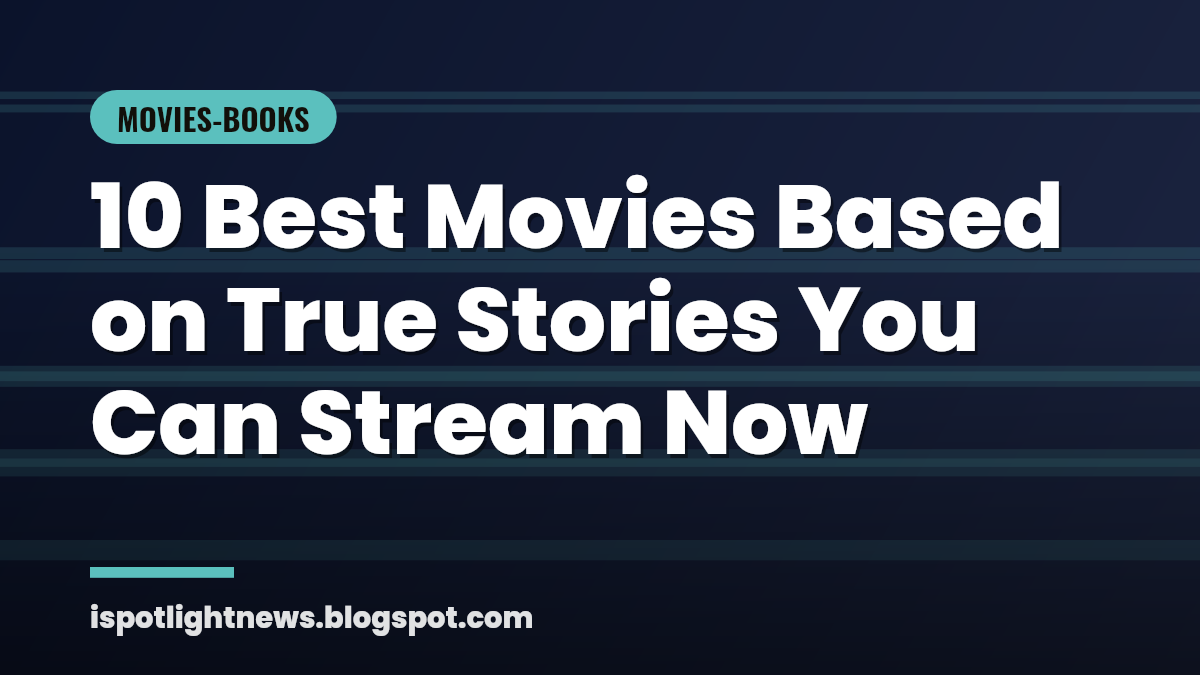 MOVIES-BOOKS
10 Best Movies Based
on True Stories You
Can Stream Now
ispotlightnews.blogspot.com